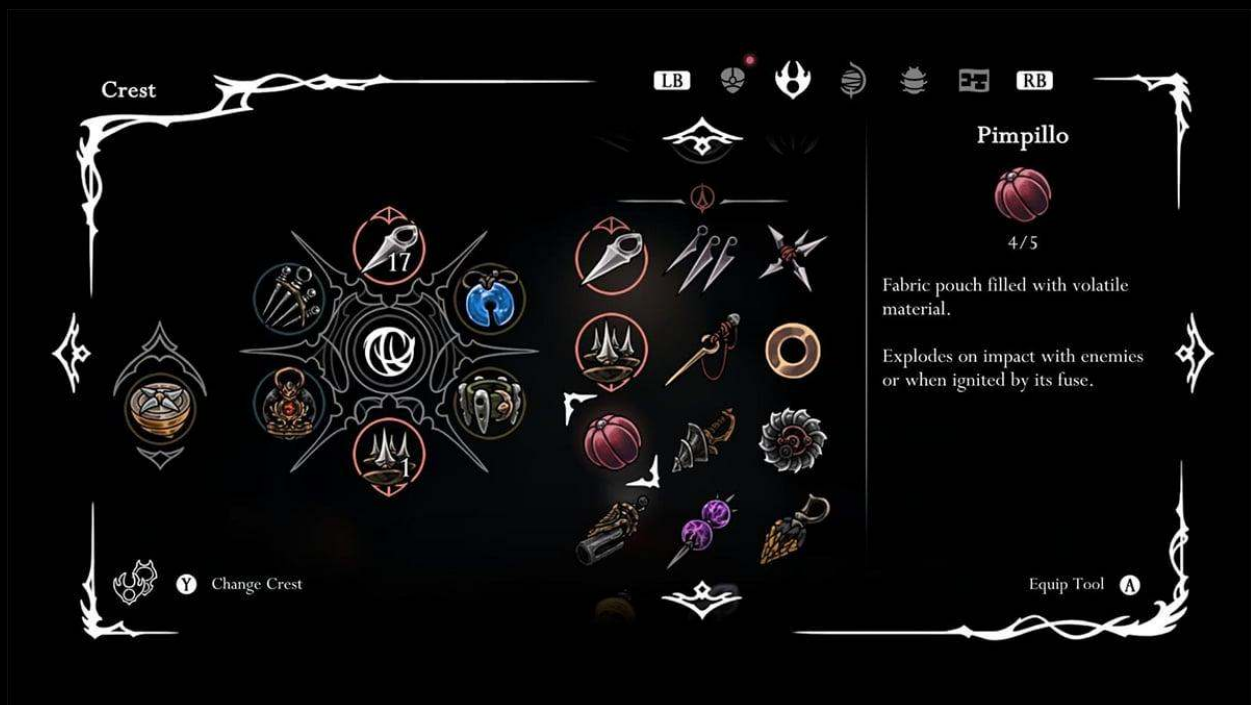 Crest
LB
RB
Pimpillo
4/5
Fabric pouch filled with volatile
material.
Explodes on impact with enemies
or when ignited by its fuse.
17
1
Y Change Crest
Equip Tool A